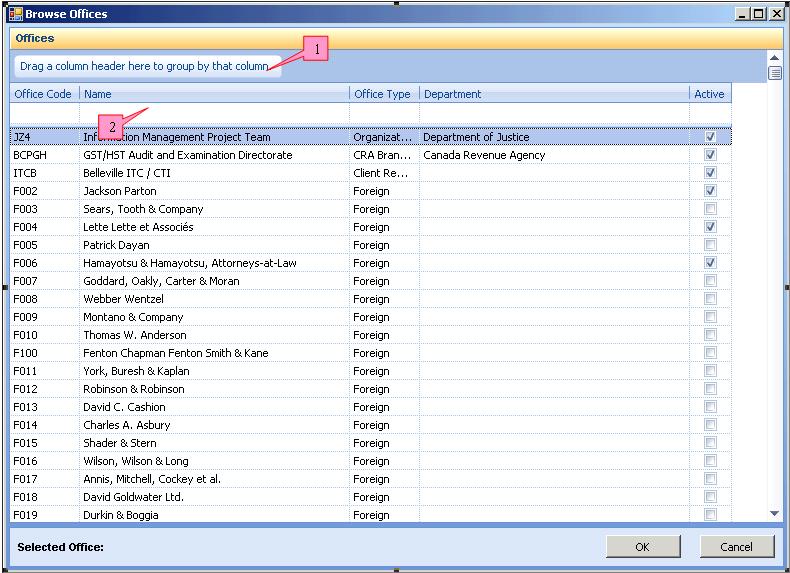 Browse Offices
Offices
1
Drag a column header here to group by that column.
Office Code Name Office Type Department Active
2
JZ4 Information Management Project Team Organizat... Department of Justice
BCPGH GST/HST Audit and Examination Directorate CRA Bran... Canada Revenue Agency
ITCB Belleville ITC / CTI Client Re...
F002 Jackson Parton Foreign
F003 Sears, Tooth & Company Foreign
F004 Lette Lette et Associés Foreign
F005 Patrick Dayan Foreign
F006 Hamayotsu & Hamayotsu, Attorneys-at-Law Foreign
F007 Goddard, Oakly, Carter & Moran Foreign
F008 Webber Wentzel Foreign
F009 Montano & Company Foreign
F010 Thomas W. Anderson Foreign
F100 Fenton Chapman Fenton Smith & Kane Foreign
F011 York, Buresh & Kaplan Foreign
F012 Robinson & Robinson Foreign
F013 David C. Cashion Foreign
F014 Charles A. Asbury Foreign
F015 Shader & Stern Foreign
F016 Wilson, Wilson & Long Foreign
F017 Annis, Mitchell, Cockey et al. Foreign
F018 David Goldwater Ltd. Foreign
F019 Durkin & Boggia Foreign
Selected Office: OK Cancel